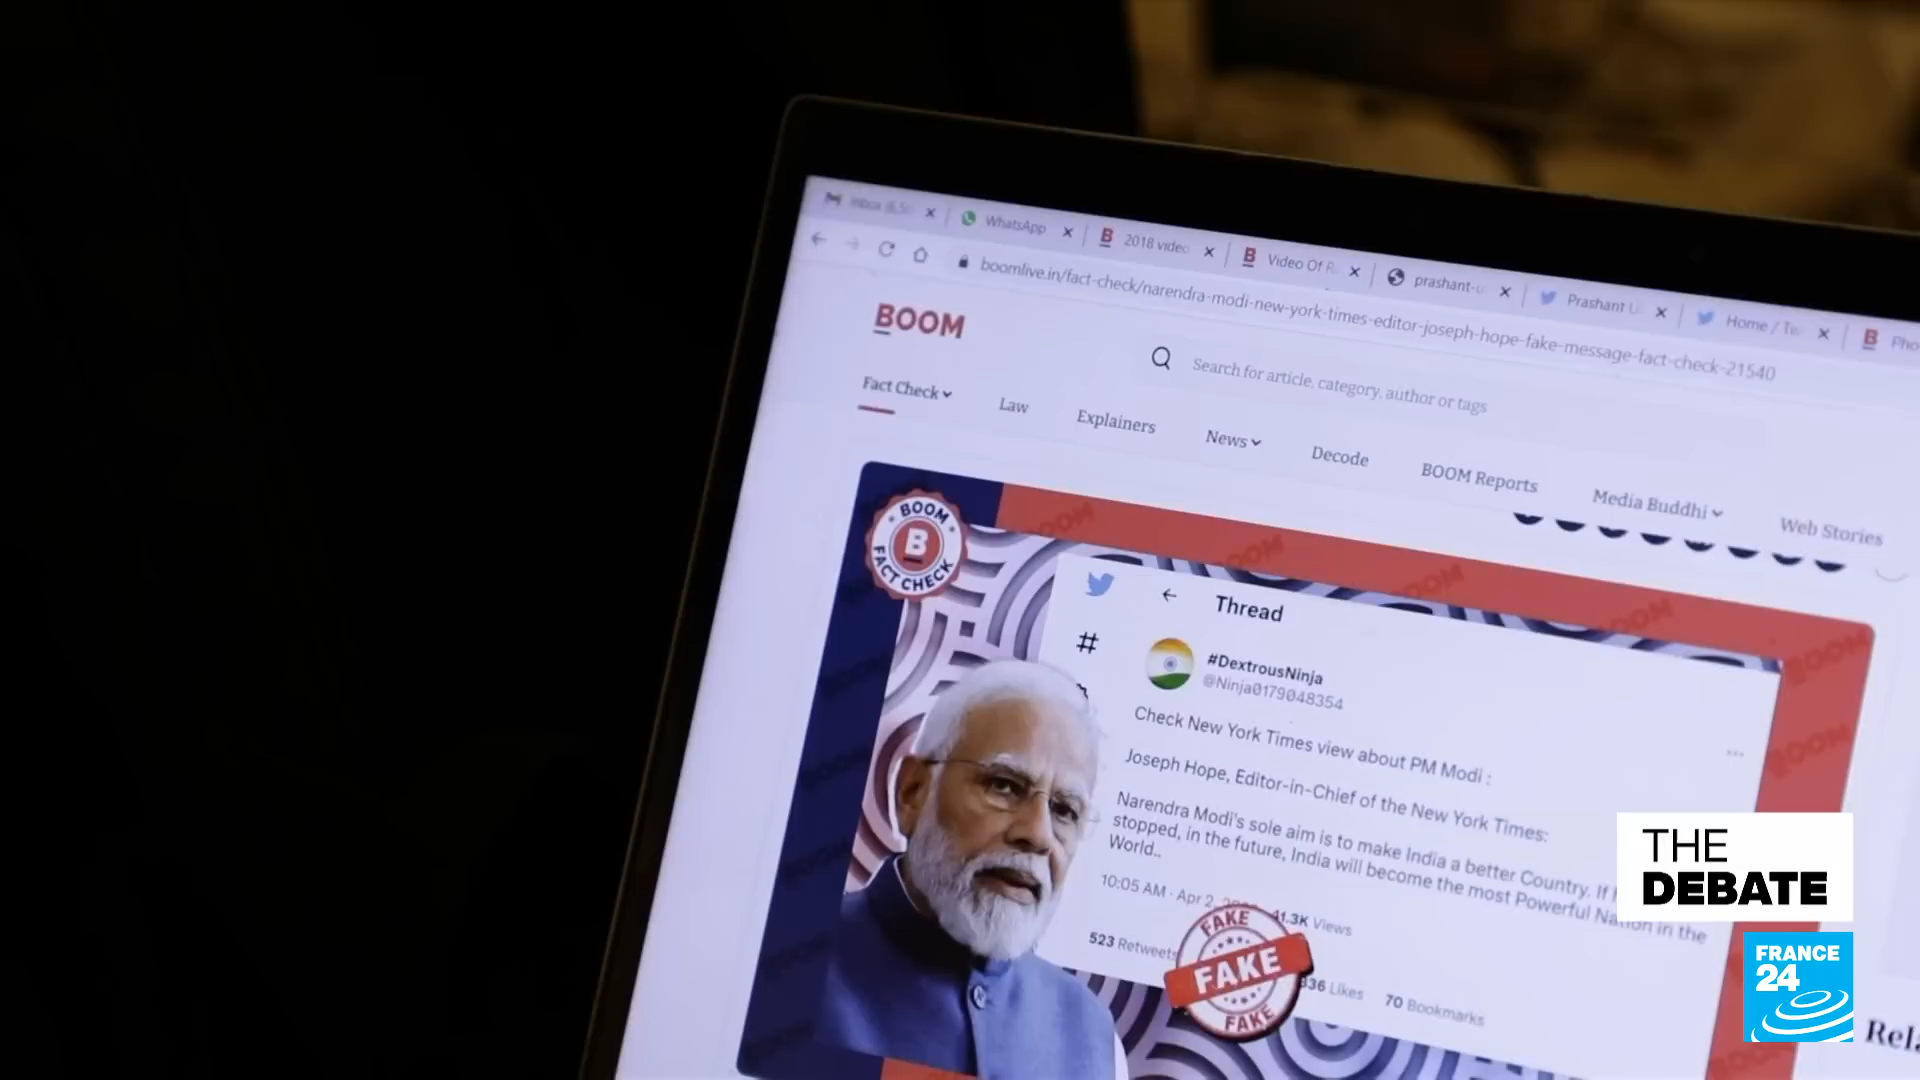 WhatsApp
2018 video
Video Of R
prashant-u
Prashant U
Home / Tw
Pho
boomlive.in/fact-check/narendra-modi-new-york-times-editor-joseph-hope-fake-message-fact-check-21540
BOOM
Search for article, category, author or tags
Fact Check
Law
Explainers
News
Decode
BOOM Reports
Media Buddhi
Web Stories
BOOM
B
FACT CHECK
Thread
#DextrousNinja
@Ninja0179048354
Check New York Times view about PM Modi :
Joseph Hope, Editor-in-Chief of the New York Times:
Narendra Modi's sole aim is to make India a better Country. If
stopped, in the future, India will become the most Powerful Nation in the
World..
10:05 AM · Apr 2,
Views
523 Retweets
Likes
70 Bookmarks
FAKE
FAKE
FAKE
THE
DEBATE
FRANCE
24
Rela